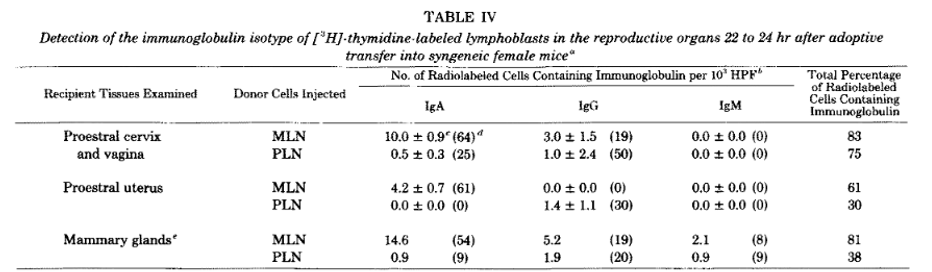 TABLE IV
Detection of the immunoglobulin isotype of [³H]-thymidine-labeled lymphoblasts in the reproductive organs 22 to 24 hr after adoptive
transfer into syngeneic female miceᵃ
Recipient Tissues Examined Donor Cells Injected No. of Radiolabeled Cells Containing Immunoglobulin per 10³ HPFᵇ Total Percentage
of Radiolabeled
Cells Containing
Immunoglobulin
IgA IgG IgM
Proestral cervix MLN 10.0 ± 0.9ᶜ (64)ᵈ 3.0 ± 1.5 (19) 0.0 ± 0.0 (0) 83
and vagina PLN 0.5 ± 0.3 (25) 1.0 ± 2.4 (50) 0.0 ± 0.0 (0) 75
Proestral uterus MLN 4.2 ± 0.7 (61) 0.0 ± 0.0 (0) 0.0 ± 0.0 (0) 61
PLN 0.0 ± 0.0 (0) 1.4 ± 1.1 (30) 0.0 ± 0.0 (0) 30
Mammary glandsᵉ MLN 14.6 (54) 5.2 (19) 2.1 (8) 81
PLN 0.9 (9) 1.9 (20) 0.9 (9) 38